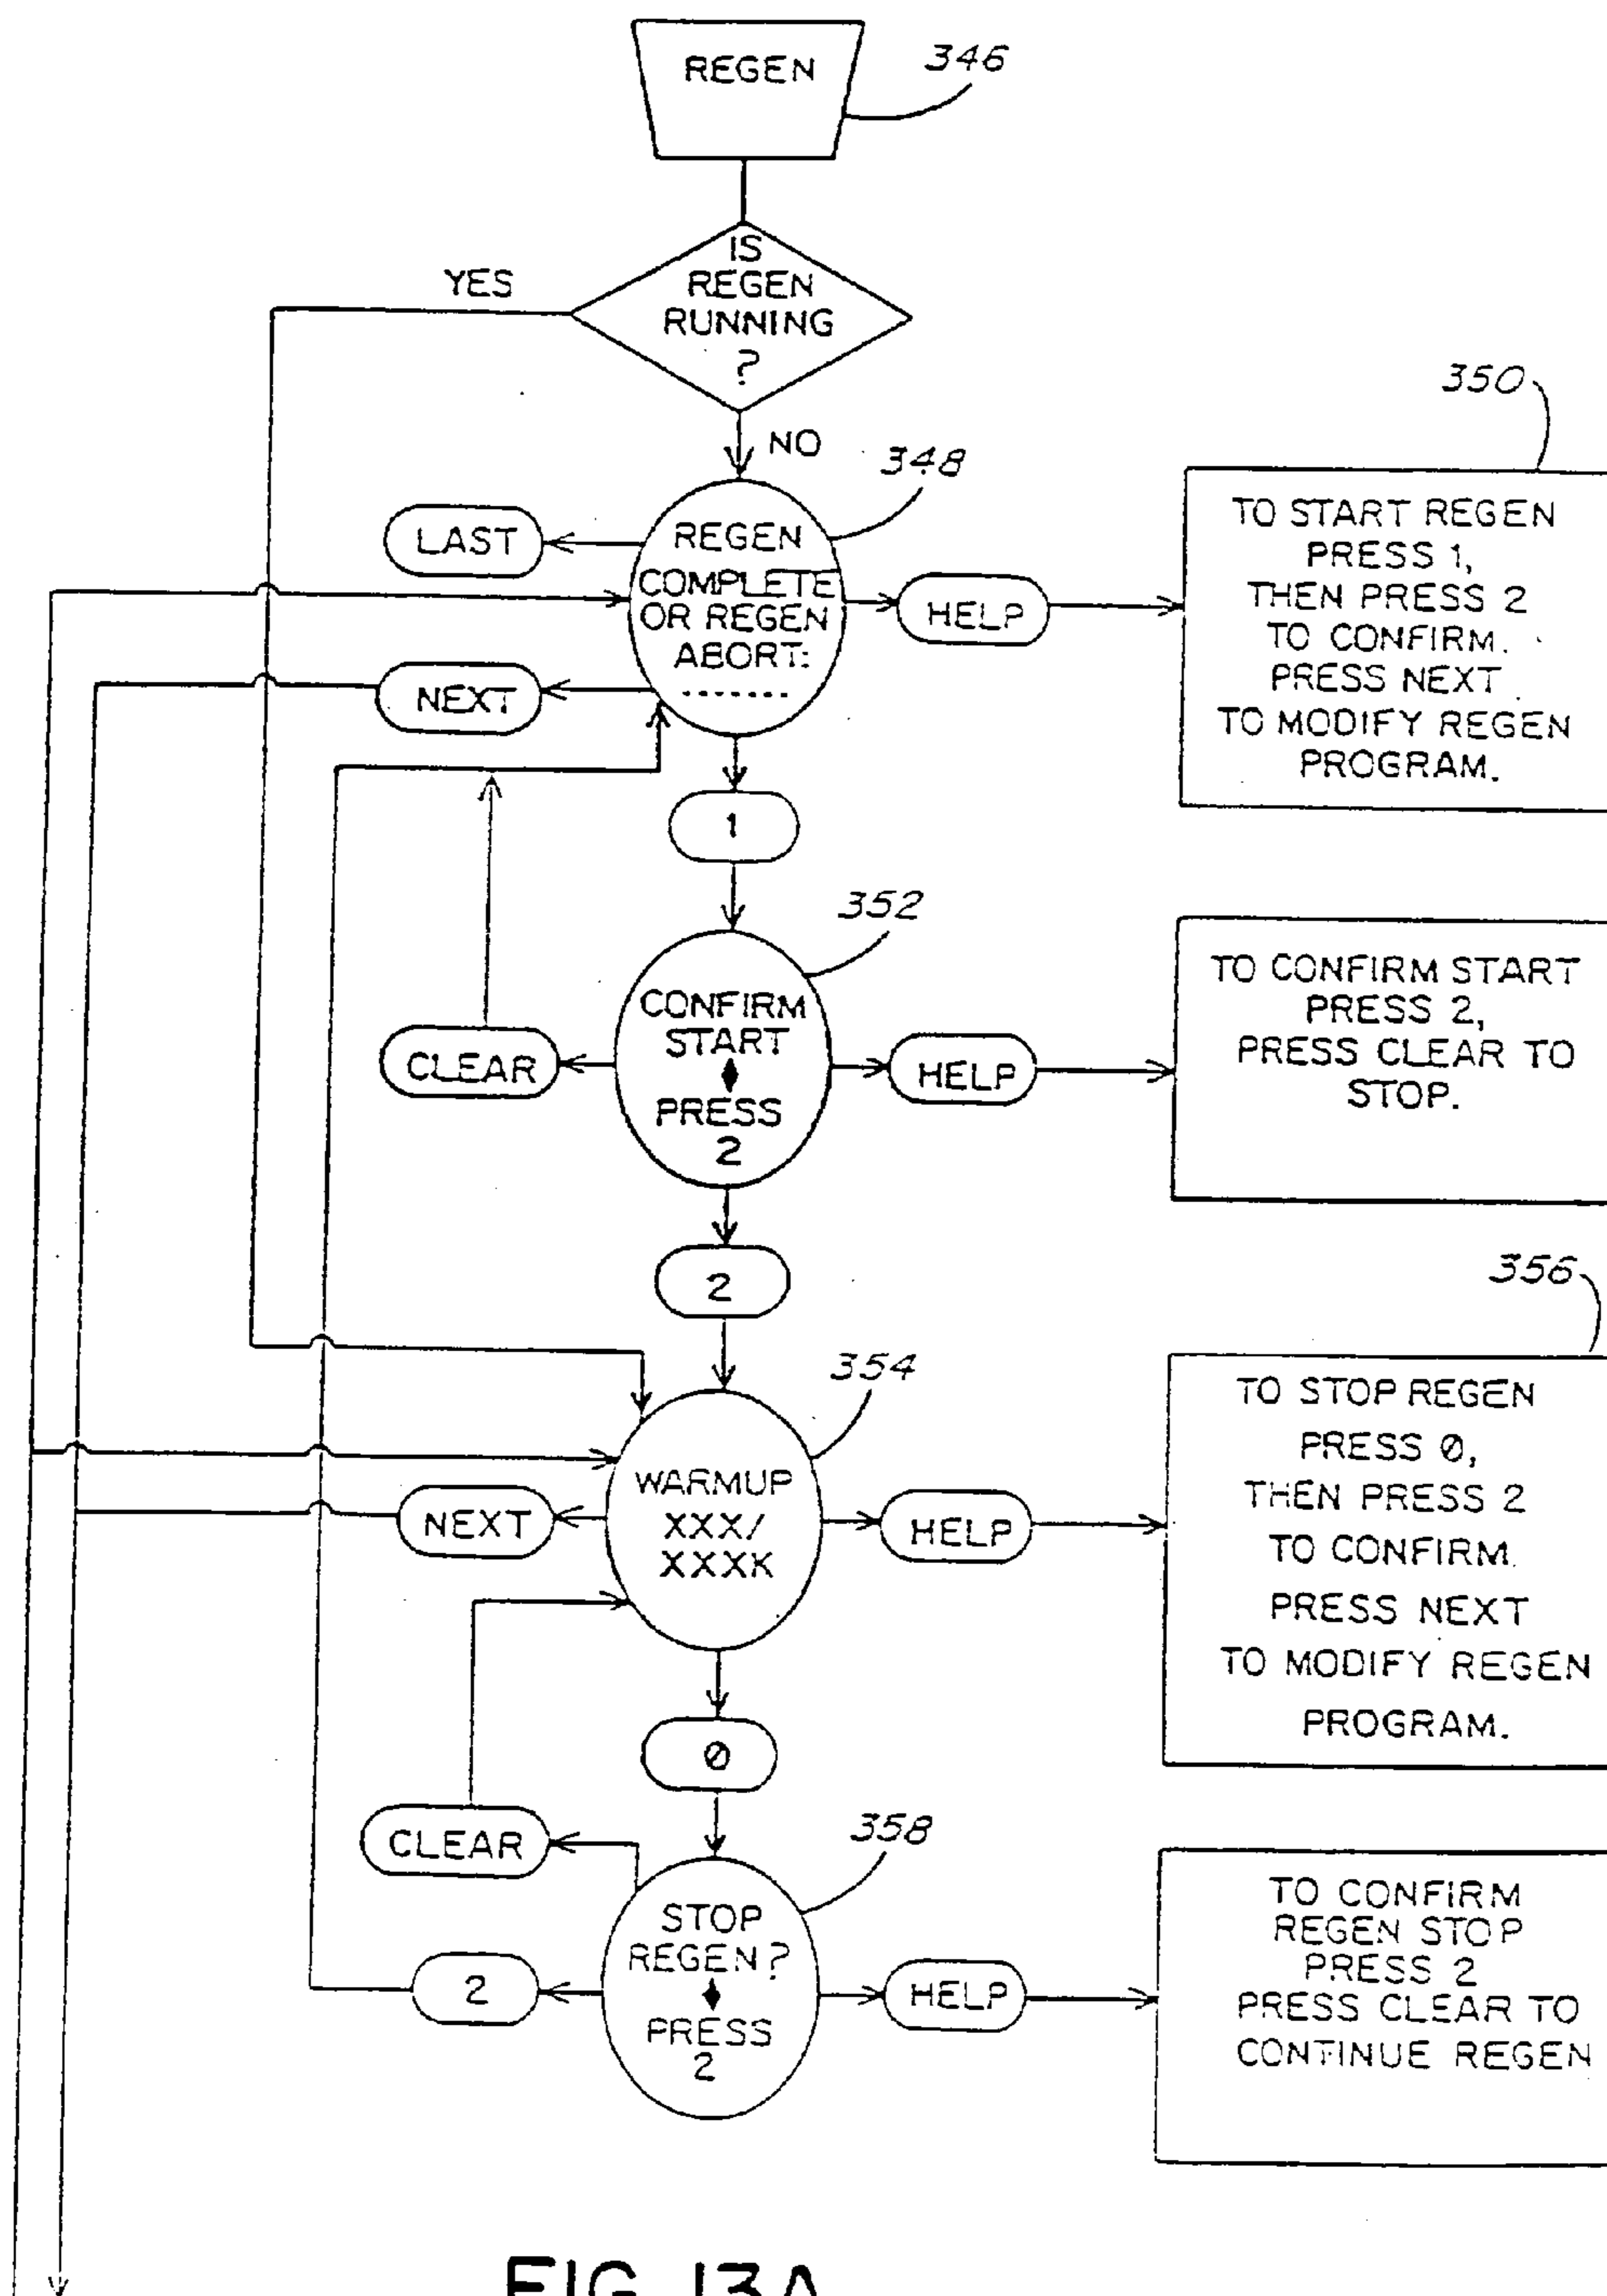 REGEN
346
IS
REGEN
RUNNING
?
YES
NO
348
350
LAST
REGEN
COMPLETE
OR REGEN
ABORT:
.......
HELP
NEXT
TO START REGEN
PRESS 1,
THEN PRESS 2
TO CONFIRM.
PRESS NEXT
TO MODIFY REGEN
PROGRAM.
1
352
CONFIRM
START
♦
PRESS
2
CLEAR
HELP
TO CONFIRM START
PRESS 2,
PRESS CLEAR TO
STOP.
2
354
356
WARMUP
XXX/
XXXK
NEXT
HELP
TO STOP REGEN
PRESS 0,
THEN PRESS 2
TO CONFIRM.
PRESS NEXT
TO MODIFY REGEN
PROGRAM.
0
CLEAR
358
STOP
REGEN?
♦
PRESS
2
2
HELP
TO CONFIRM
REGEN STOP
PRESS 2
PRESS CLEAR TO
CONTINUE REGEN
FIG. 13A